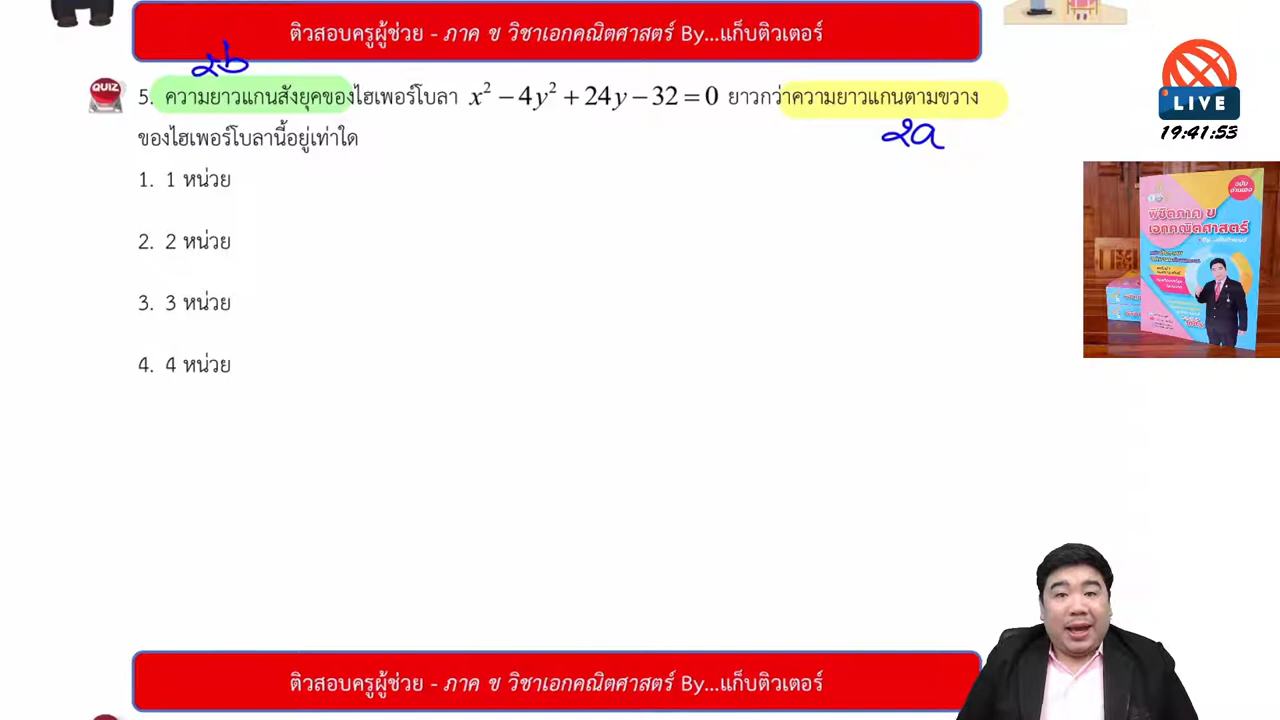 ติวสอบครูผู้ช่วย - ภาค ข วิชาเอกคณิตศาสตร์ By...แก็บติวเตอร์
2b
QUIZ
5. ความยาวแกนสังยุคของไฮเพอร์โบลา x² − 4y² + 24y − 32 = 0 ยาวกว่าความยาวแกนตามขวาง
2a
ของไฮเพอร์โบลานี้อยู่เท่าใด
1. 1 หน่วย
2. 2 หน่วย
3. 3 หน่วย
4. 4 หน่วย
LIVE
19:41:53
พิชิตภาค ข
เอกคณิตศาสตร์
ติวสอบครูผู้ช่วย - ภาค ข วิชาเอกคณิตศาสตร์ By...แก็บติวเตอร์